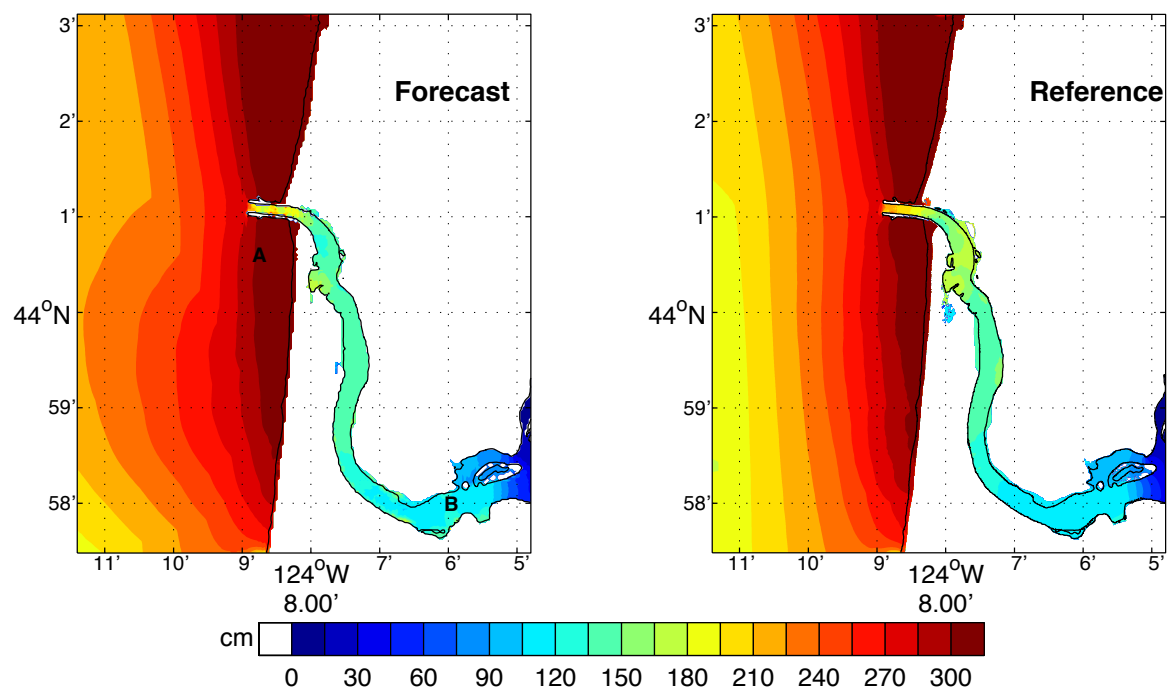 3' 3'
Forecast Reference
2' 2'
1' 1'
A
44°N 44°N
59' 59'
58' B 58'
11' 10' 9' 7' 6' 5' 11' 10' 9' 7' 6' 5'
124°W 124°W
8.00' 8.00'
cm
0 30 60 90 120 150 180 210 240 270 300